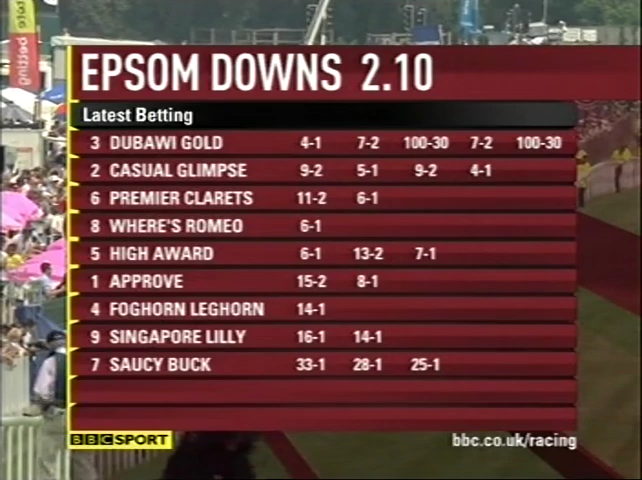 EPSOM DOWNS 2.10
Latest Betting
3 DUBAWI GOLD 4-1 7-2 100-30 7-2 100-30
2 CASUAL GLIMPSE 9-2 5-1 9-2 4-1
6 PREMIER CLARETS 11-2 6-1
8 WHERE'S ROMEO 6-1
5 HIGH AWARD 6-1 13-2 7-1
1 APPROVE 15-2 8-1
4 FOGHORN LEGHORN 14-1
9 SINGAPORE LILLY 16-1 14-1
7 SAUCY BUCK 33-1 28-1 25-1
BBC SPORT bbc.co.uk/racing